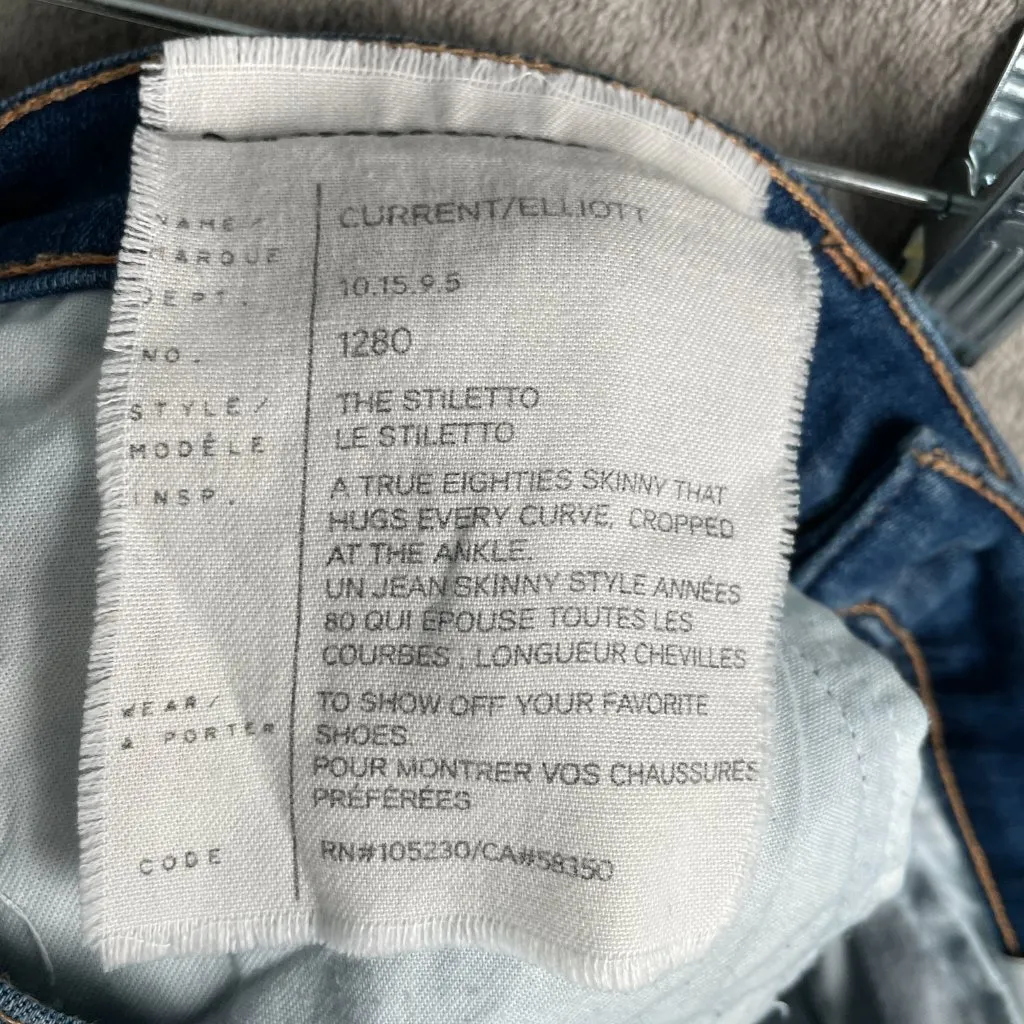 NAME / CURRENT/ELLIOTT
MARQUE
DEPT. 10.15.9.5
NO. 1280
STYLE/ THE STILETTO
MODÈLE LE STILETTO
INSP. A TRUE EIGHTIES SKINNY THAT
HUGS EVERY CURVE, CROPPED
AT THE ANKLE.
UN JEAN SKINNY STYLE ANNÉES
80 QUI ÉPOUSE TOUTES LES
COURBES , LONGUEUR CHEVILLES
WEAR/ TO SHOW OFF YOUR FAVORITE
À PORTER SHOES.
POUR MONTRER VOS CHAUSSURES
PRÉFÉRÉES
CODE RN#105230/CA#58350